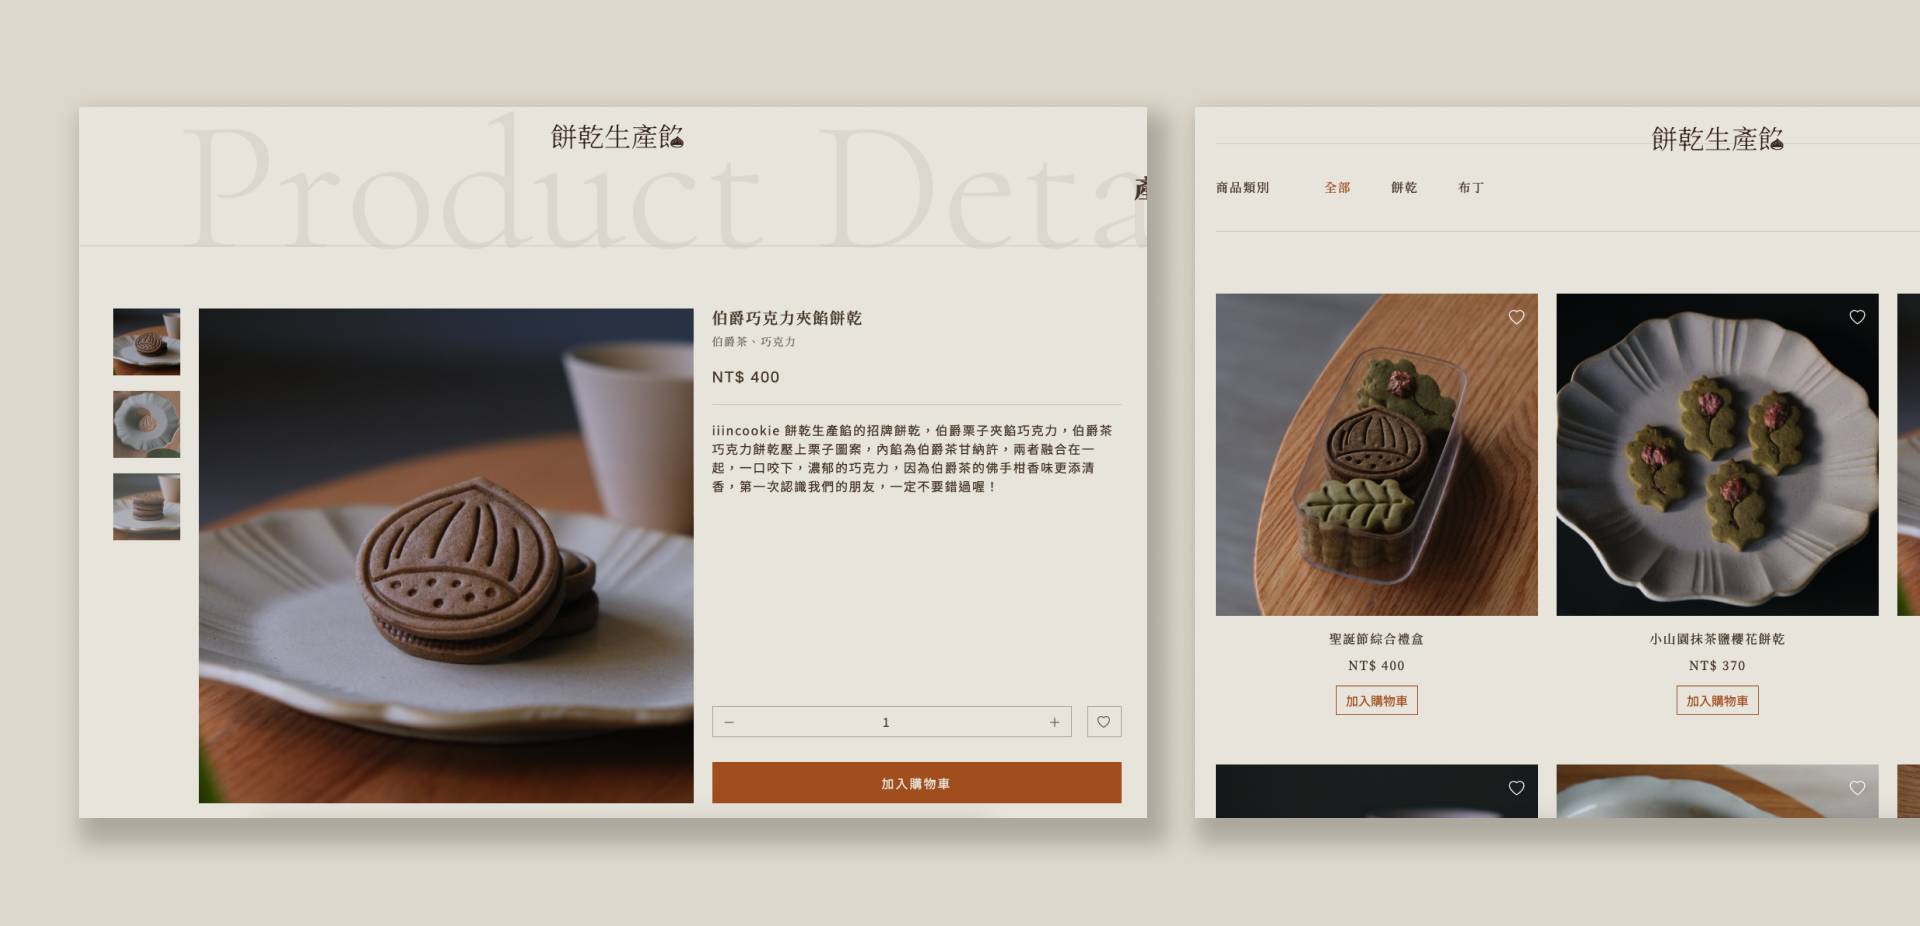 Product Deta
餅乾生產餡
產
伯爵巧克力夾餡餅乾
伯爵茶、巧克力
NT$ 400
iiincookie 餅乾生產餡的招牌餅乾，伯爵栗子夾餡巧克力，伯爵茶
巧克力餅乾壓上栗子圖案，內餡為伯爵茶甘納許，兩者融合在一
起，一口咬下，濃郁的巧克力，因為伯爵茶的佛手柑香味更添清
香，第一次認識我們的朋友，一定不要錯過喔！
1
加入購物車
餅乾生產餡
商品類別 全部 餅乾 布丁
聖誕節綜合禮盒
NT$ 400
加入購物車
小山園抹茶鹽櫻花餅乾
NT$ 370
加入購物車